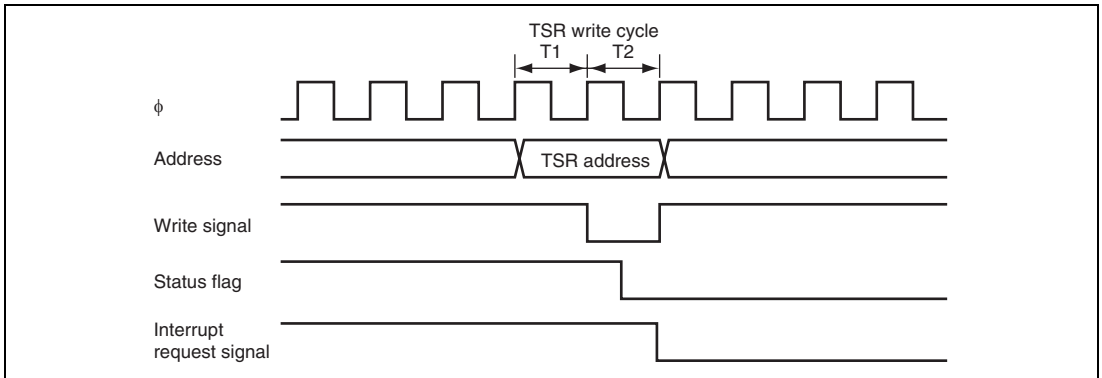 TSR write cycle
T1 T2
ϕ
Address
TSR address
Write signal
Status flag
Interrupt
request signal